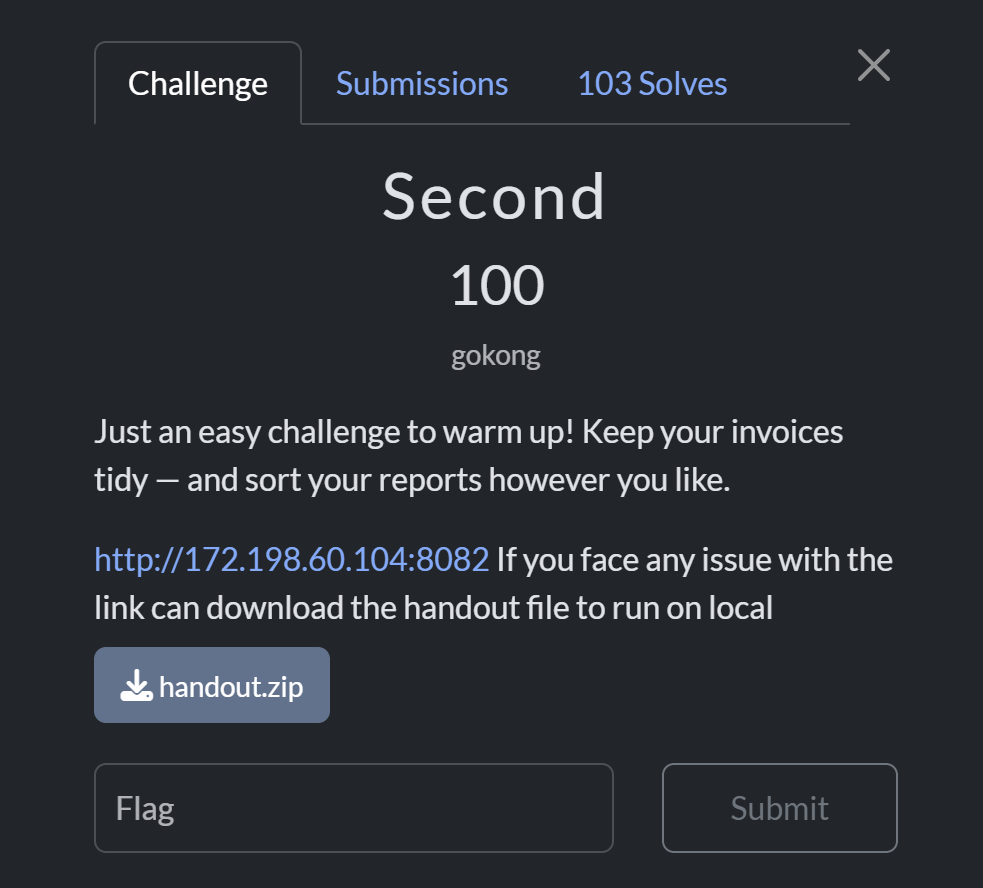 Challenge
Submissions
103 Solves
Second
100
gokong
Just an easy challenge to warm up! Keep your invoices
tidy — and sort your reports however you like.
http://172.198.60.104:8082 If you face any issue with the
link can download the handout file to run on local
handout.zip
Flag
Submit